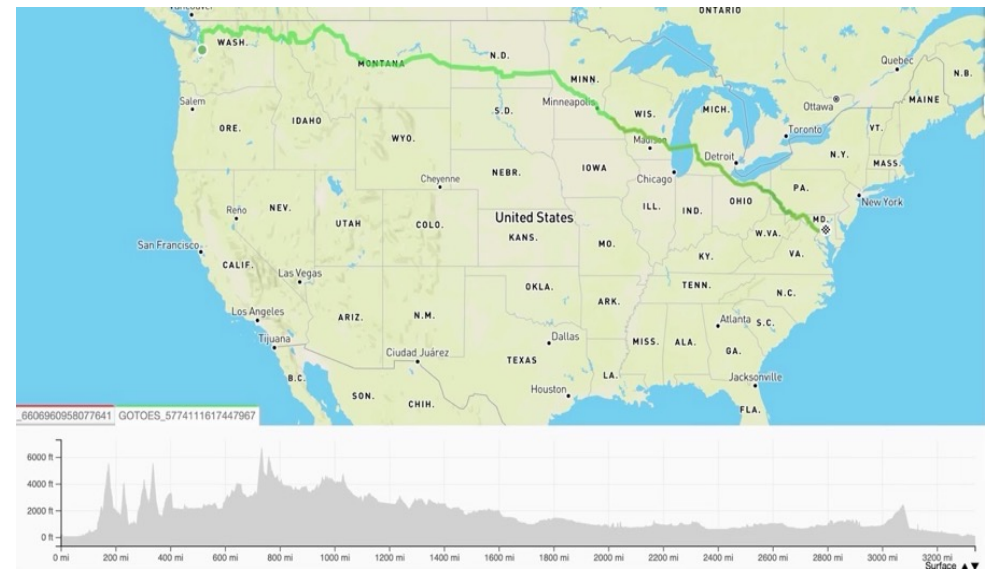 Vancouver
ONTARIO
WASH.
MONTANA
N.D.
MINN.
Quebec
N.B.
Salem
Minneapolis
S.D.
WIS.
MICH.
Ottawa
MAINE
ORE.
IDAHO
WYO.
Madison
Toronto
VT.
Detroit
N.Y.
MASS.
Cheyenne
NEBR.
IOWA
Chicago
PA.
New York
Reño
NEV.
UTAH
COLO.
United States
KANS.
ILL.
IND.
OHIO
MD.
W.VA.
VA.
San Francisco
CALIF.
Las Vegas
MO.
KY.
OKLA.
TENN.
N.C.
Los Angeles
ARIZ.
N.M.
ARK.
Atlanta
S.C.
Tijuana
Ciudad Juárez
Dallas
MISS.
ALA.
GA.
TEXAS
B.C.
SON.
CHIH.
Houston
LA.
Jacksonville
FLA.
_6606960958077641 GOTOES_5774111617447967
6000 ft
4000 ft
2000 ft
0 ft
0 mi 200 mi 400 mi 600 mi 800 mi 1000 mi 1200 mi 1400 mi 1600 mi 1800 mi 2000 mi 2200 mi 2400 mi 2600 mi 2800 mi 3000 mi 3200 mi
Surface ▲▼